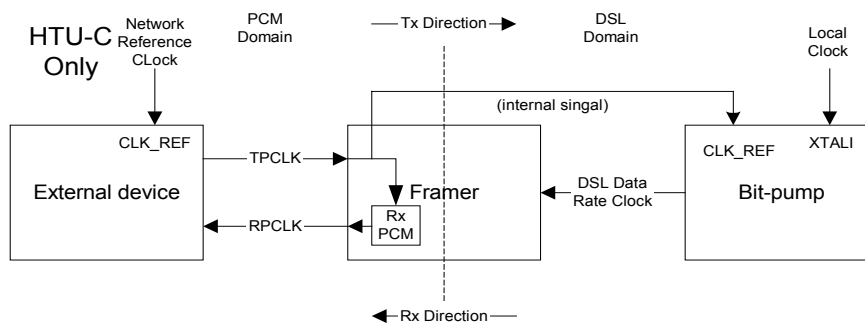 HTU-C
Only
Network
Reference
CLock
PCM
Domain
Tx Direction
DSL
Domain
Local
Clock
(internal singal)
CLK_REF
TPCLK
CLK_REF
XTALI
External device
Framer
DSL Data
Rate Clock
Bit-pump
RPCLK
Rx
PCM
Rx Direction